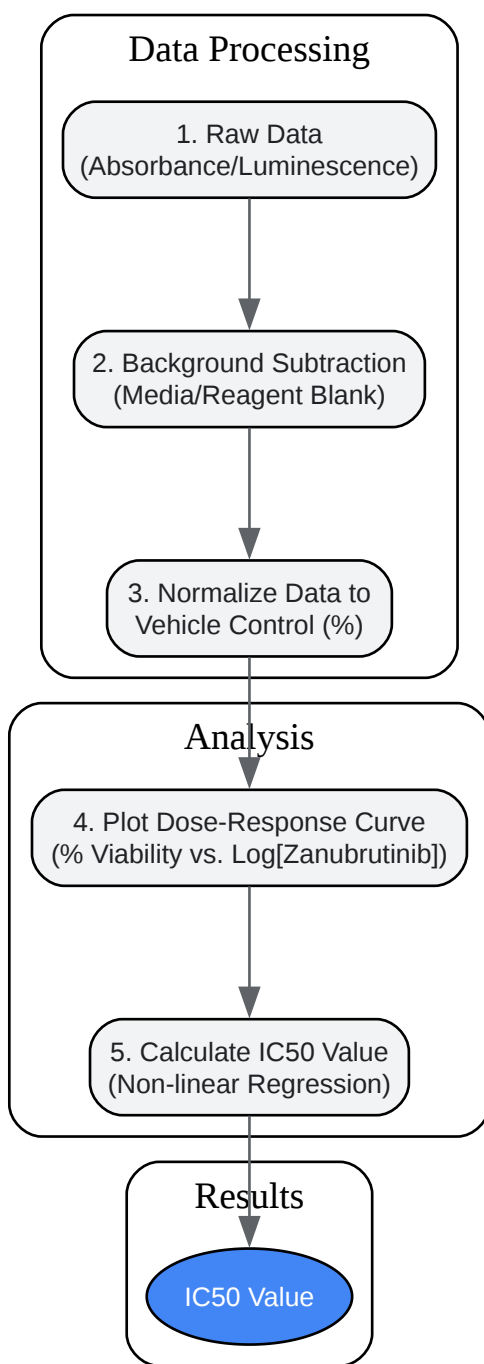 Data Processing
1. Raw Data
(Absorbance/Luminescence)
2. Background Subtraction
(Media/Reagent Blank)
3. Normalize Data to
Vehicle Control (%)
Analysis
4. Plot Dose-Response Curve
(% Viability vs. Log[Zanubrutinib])
5. Calculate IC50 Value
(Non-linear Regression)
Results
IC50 Value